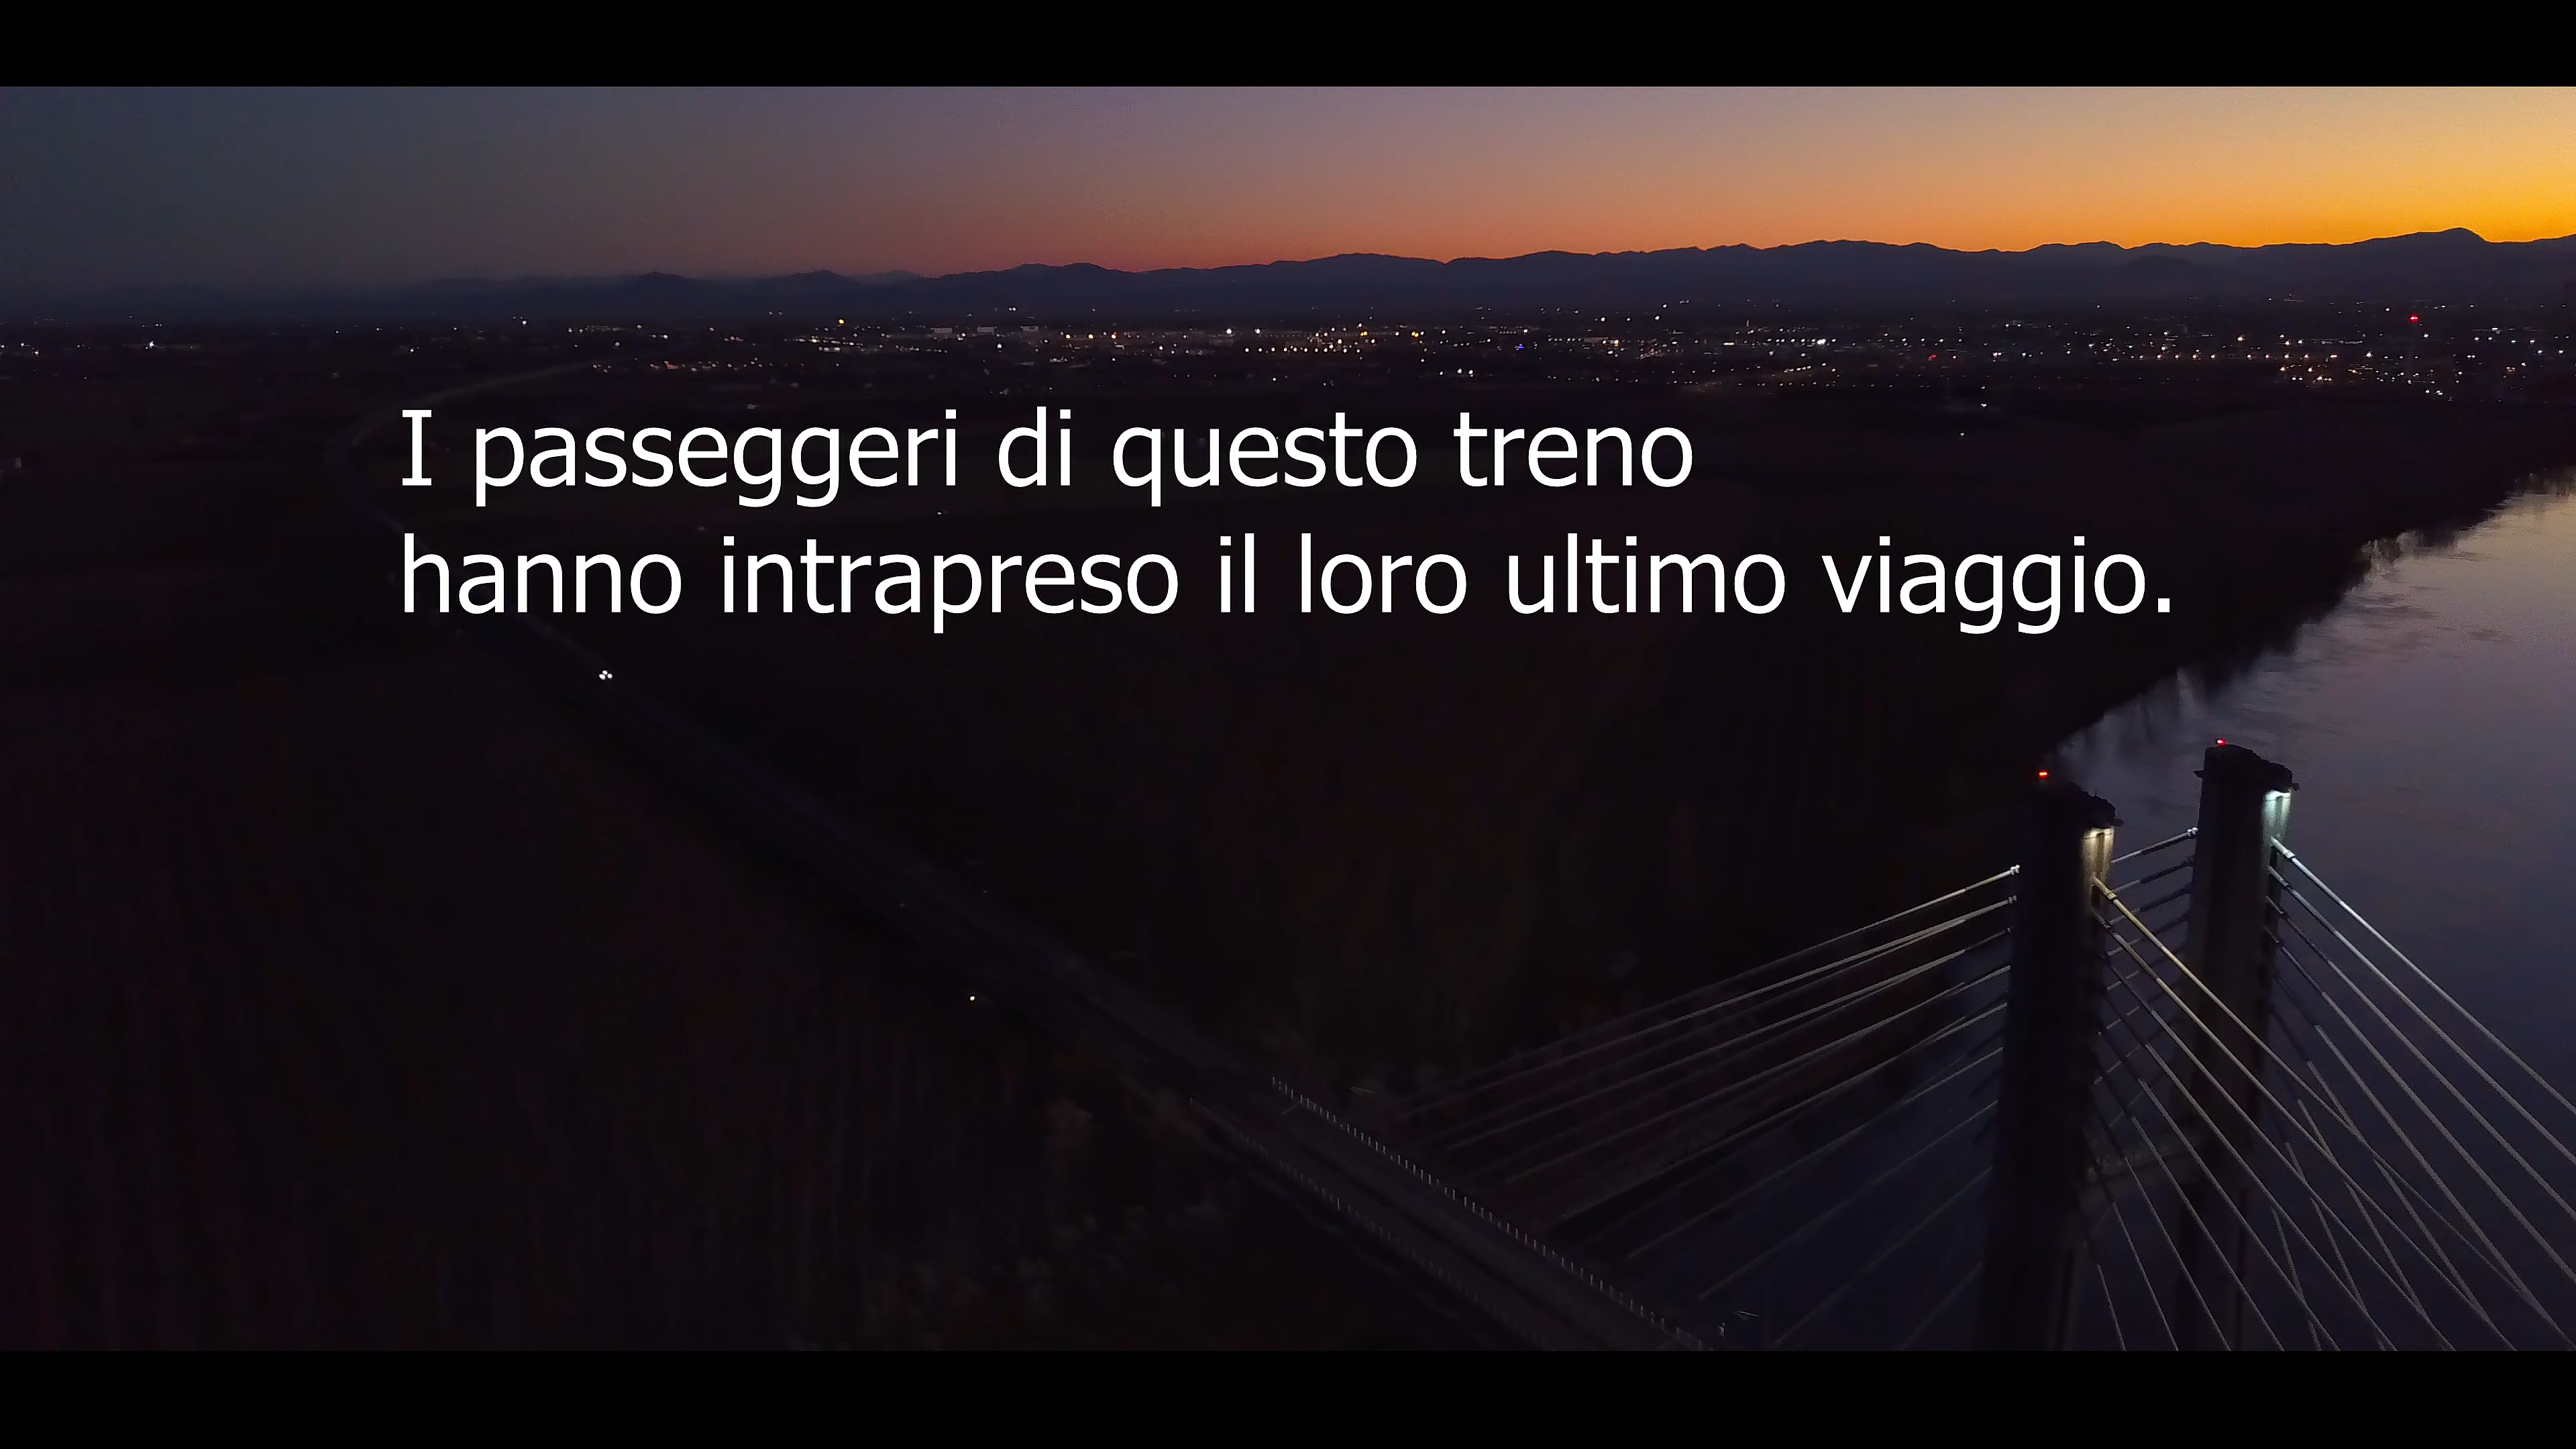 I passeggeri di questo treno
hanno intrapreso il loro ultimo viaggio.